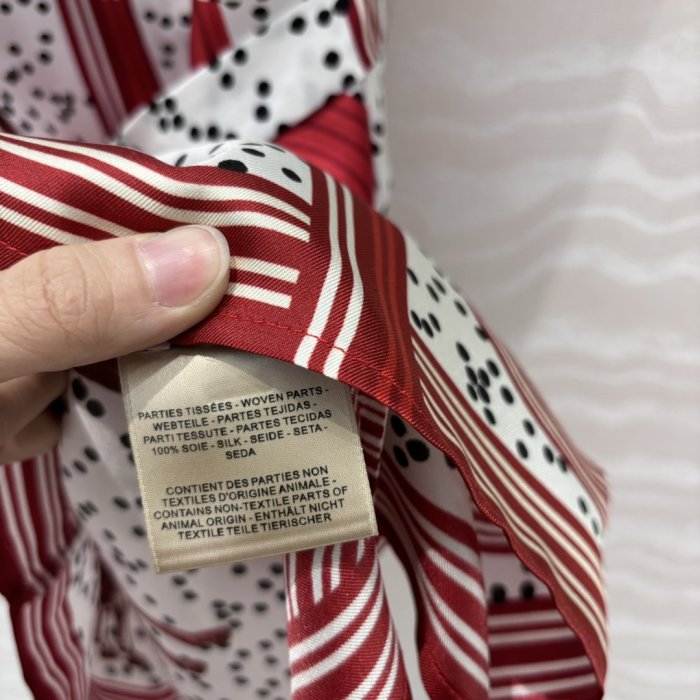 PARTIES TISSÉES - WOVEN PARTS -
WEBTEILE - PARTES TEJIDAS -
PARTI TESSUTE - PARTES TECIDAS
100% SOIE - SILK - SEIDE - SETA-
SEDA
CONTIENT DES PARTIES NON
TEXTILES D'ORIGINE ANIMALE -
CONTAINS NON-TEXTILE PARTS OF
ANIMAL ORIGIN - ENTHÄLT NICHT
TEXTILE TEILE TIERISCHER